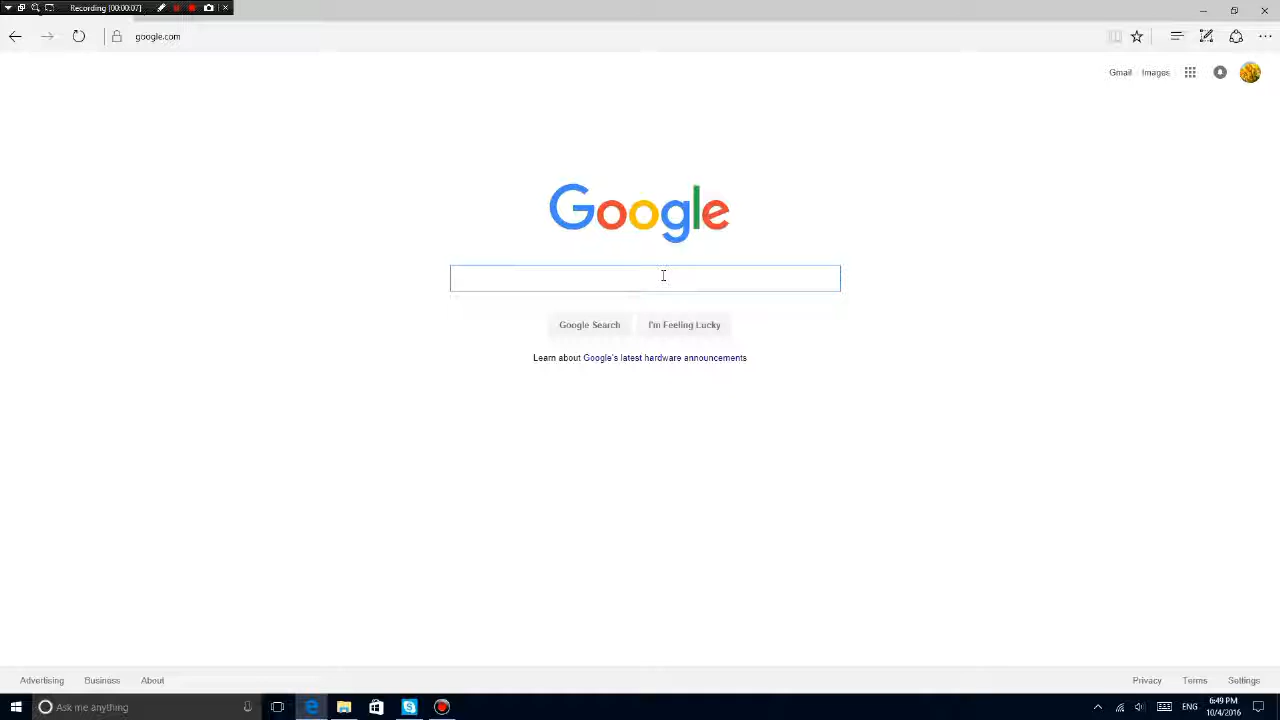 Recording [00:00:07]
google.com
Gmail Images
Google
Google Search I'm Feeling Lucky
Learn about Google's latest hardware announcements
Advertising Business About Privacy Terms Settings
Ask me anything
ENG
6:49 PM
10/4/2016